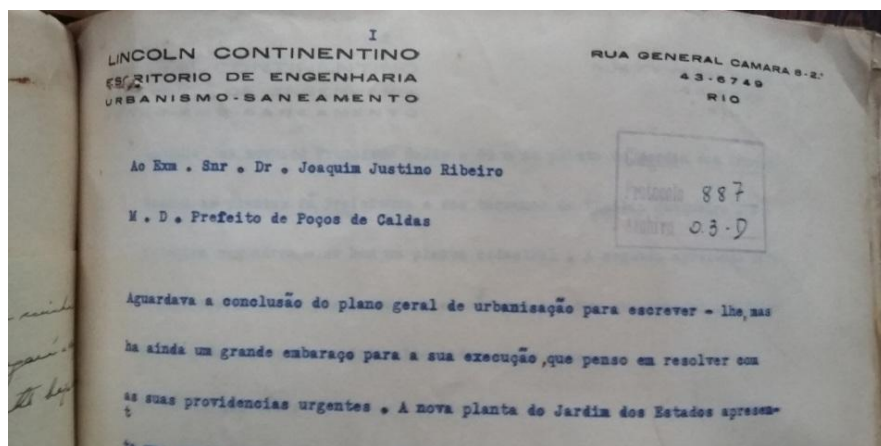 I
LINCOLN CONTINENTINO
ESCRITORIO DE ENGENHARIA
URBANISMO-SANEAMENTO
RUA GENERAL CAMARA 8-2.º
43-6749
RIO
Ao Exm . Snr . Dr . Joaquim Justino Ribeiro
M . D . Prefeito de Poços de Caldas
Protocolo 887
Archivo 0.3-D
Aguardava a conclusão do plano geral de urbanisação para escrever - lhe,mas
ha ainda um grande embaraço para a sua execução ,que penso em resolver com
as suas providencias urgentes . A nova planta do Jardim dos Estados apresen-
t